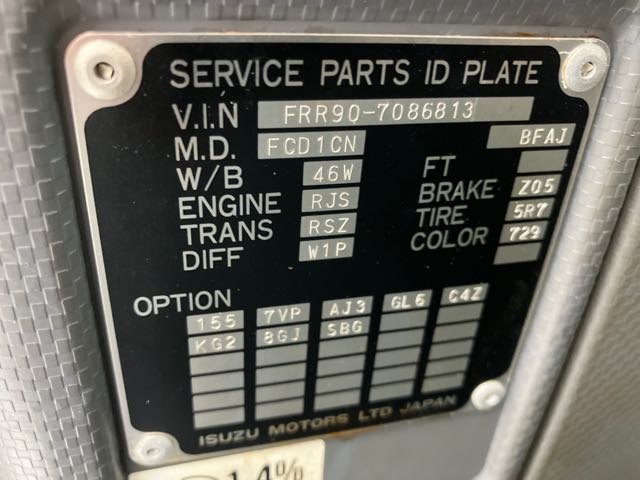 SERVICE PARTS ID PLATE
V.I.N FRR90-7086813
M.D. FCD1CN BFAJ
W/B 46W FT
ENGINE RJS BRAKE Z05
TRANS RSZ TIRE 5R7
DIFF W1P COLOR 729
OPTION
155 7VP AJ3 GL6 C4Z
KG2 8GJ SBG
ISUZU MOTORS LTD JAPAN
14%